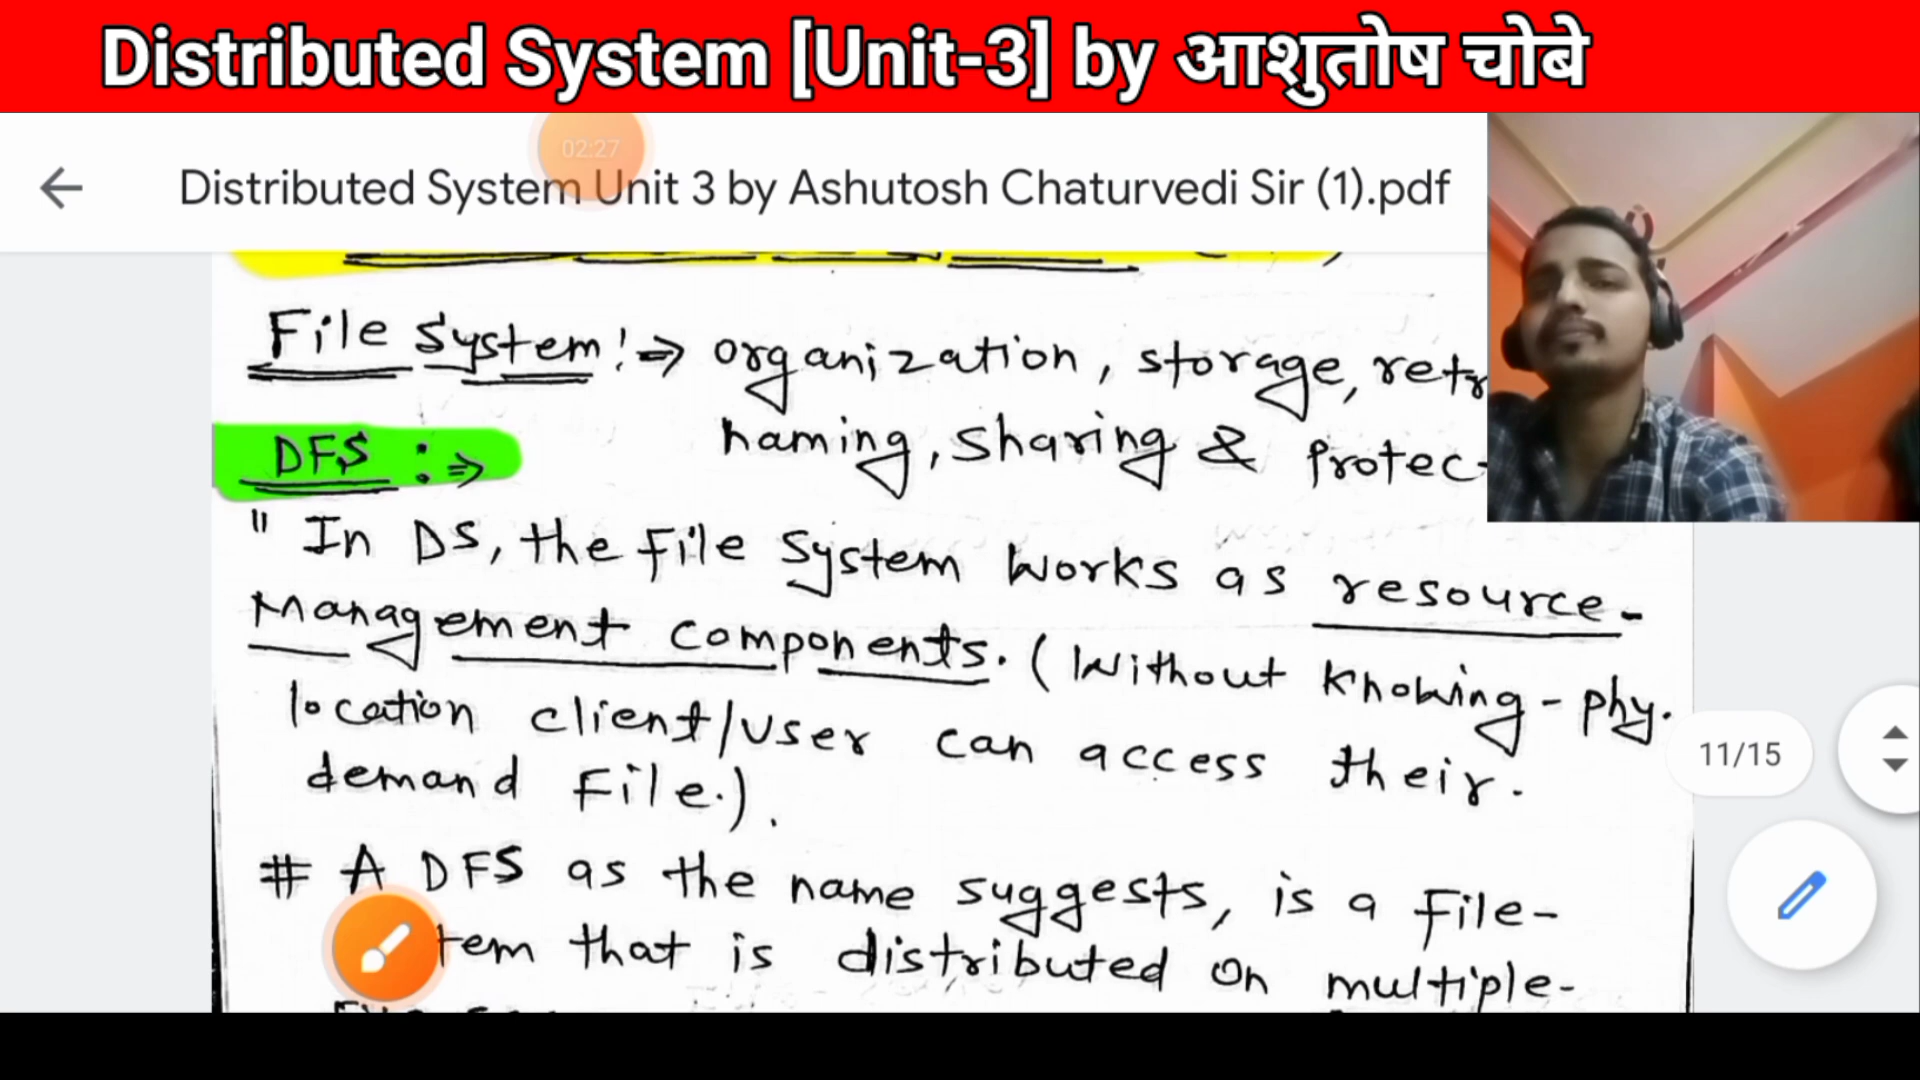 Distributed System [Unit-3] by आशुतोष चोबे
02:27
Distributed System Unit 3 by Ashutosh Chaturvedi Sir (1).pdf
File System :⇒ organization, storage, retr
naming, sharing & Protec-
DFS :⇒
" In DS, the File System works as resource-
Management components. (Without Knowing - phy.
location client/user can access their.
demand File.).
# A DFS as the name suggests, is a File-
tem that is distributed on multiple-
11/15